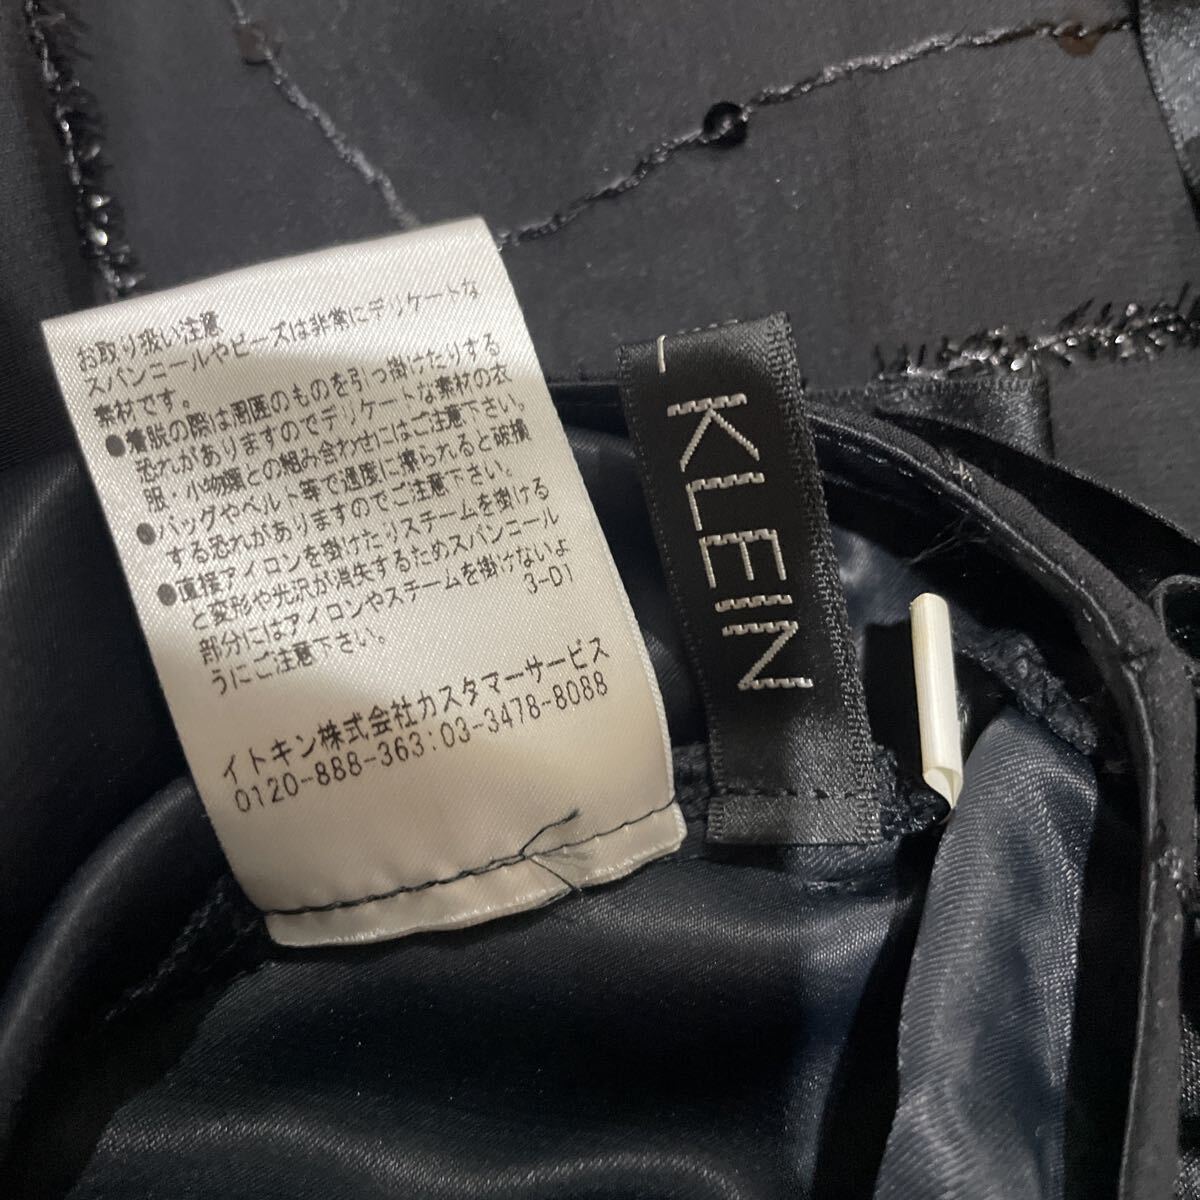 お取り扱い注意
スパンコールやビーズは非常にデリケートな
素材です。
●着脱の際は周囲のものを引っ掛けたりする
恐れがありますのでデリケートな素材の衣
服・小物類との組み合わせにはご注意下さい。
●バッグやベルト等で過度に擦られると破損
する恐れがありますのでご注意下さい。
●直接アイロンを掛けたりスチームを掛ける
と変形や光沢が消失するためスパンコール
部分にはアイロンやスチームを掛けないよ
うにご注意下さい。
3-D1
イトキン株式会社カスタマーサービス
0120-888-363:03-3478-8088
KLEIN